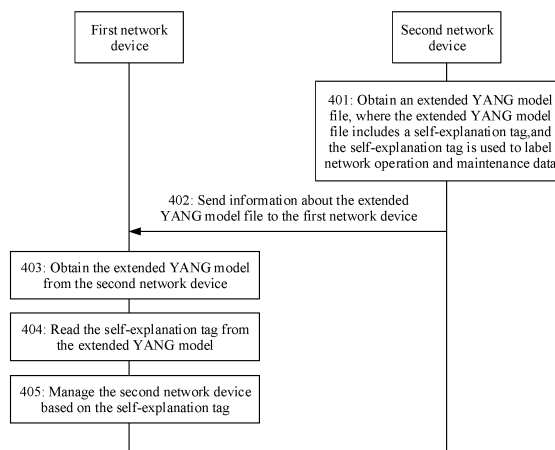 First network
device
Second network
device
401: Obtain an extended YANG model
file, where the extended YANG model
file includes a self-explanation tag,and
the self-explanation tag is used to label
network operation and maintenance data
402: Send information about the extended
YANG model file to the first network device
403: Obtain the extended YANG model
from the second network device
404: Read the self-explanation tag from
the extended YANG model
405: Manage the second network device
based on the self-explanation tag